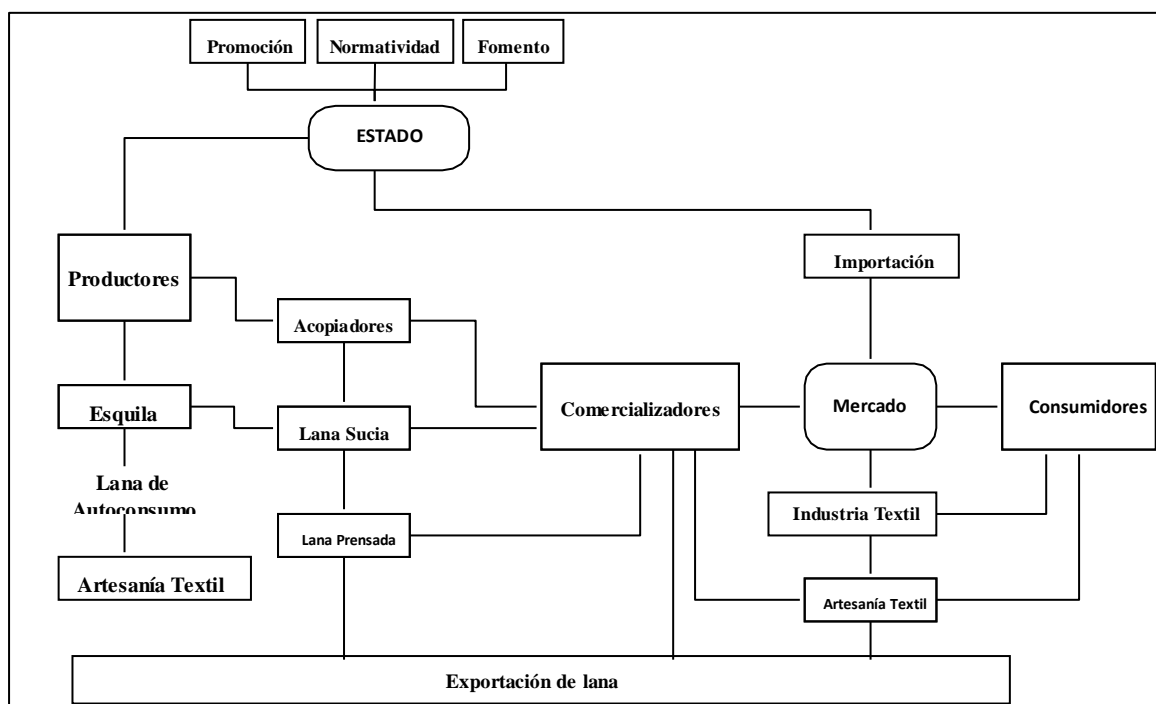 Promoción
Normatividad
Fomento
ESTADO
Productores
Importación
Acopiadores
Esquila
Lana Sucia
Comercializadores
Mercado
Consumidores
Lana de
Autoconsumo
Lana Prensada
Industria Textil
Artesanía Textil
Artesanía Textil
Exportación de lana